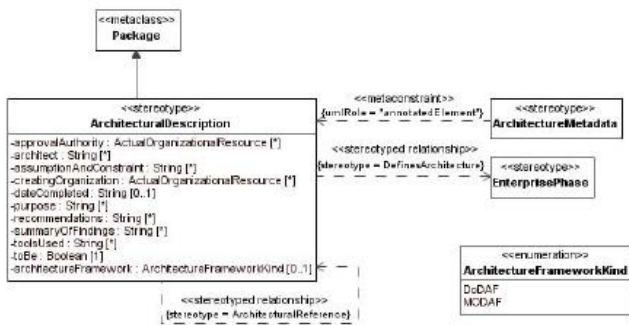 <<metaclass>>
Package
<<stereotype>>
ArchitecturalDescription
-approvalAuthority : ActualOrganizationalResource [*]
-architect : String [*]
-assumptionAndConstraint : String [*]
-creatingOrganization : ActualOrganizationalResource [*]
-dateCompleted : String [0..1]
-purpose : String [*]
-recommendations : String [*]
-summaryOfFindings : String [*]
-toolsUsed : String [*]
-toBe : Boolean [1]
-architectureFramework : ArchitectureFrameworkKind [0..1]
<<metaconstraint>>
{umlRole = "annotatedElement"}
<<stereotype>>
ArchitectureMetadata
<<stereotyped relationship>>
{stereotype = DefinesArchitecture}
<<stereotype>>
EnterprisePhase
<<enumeration>>
ArchitectureFrameworkKind
DoDAF
MODAF
<<stereotyped relationship>>
{stereotype = ArchitecturalReference}